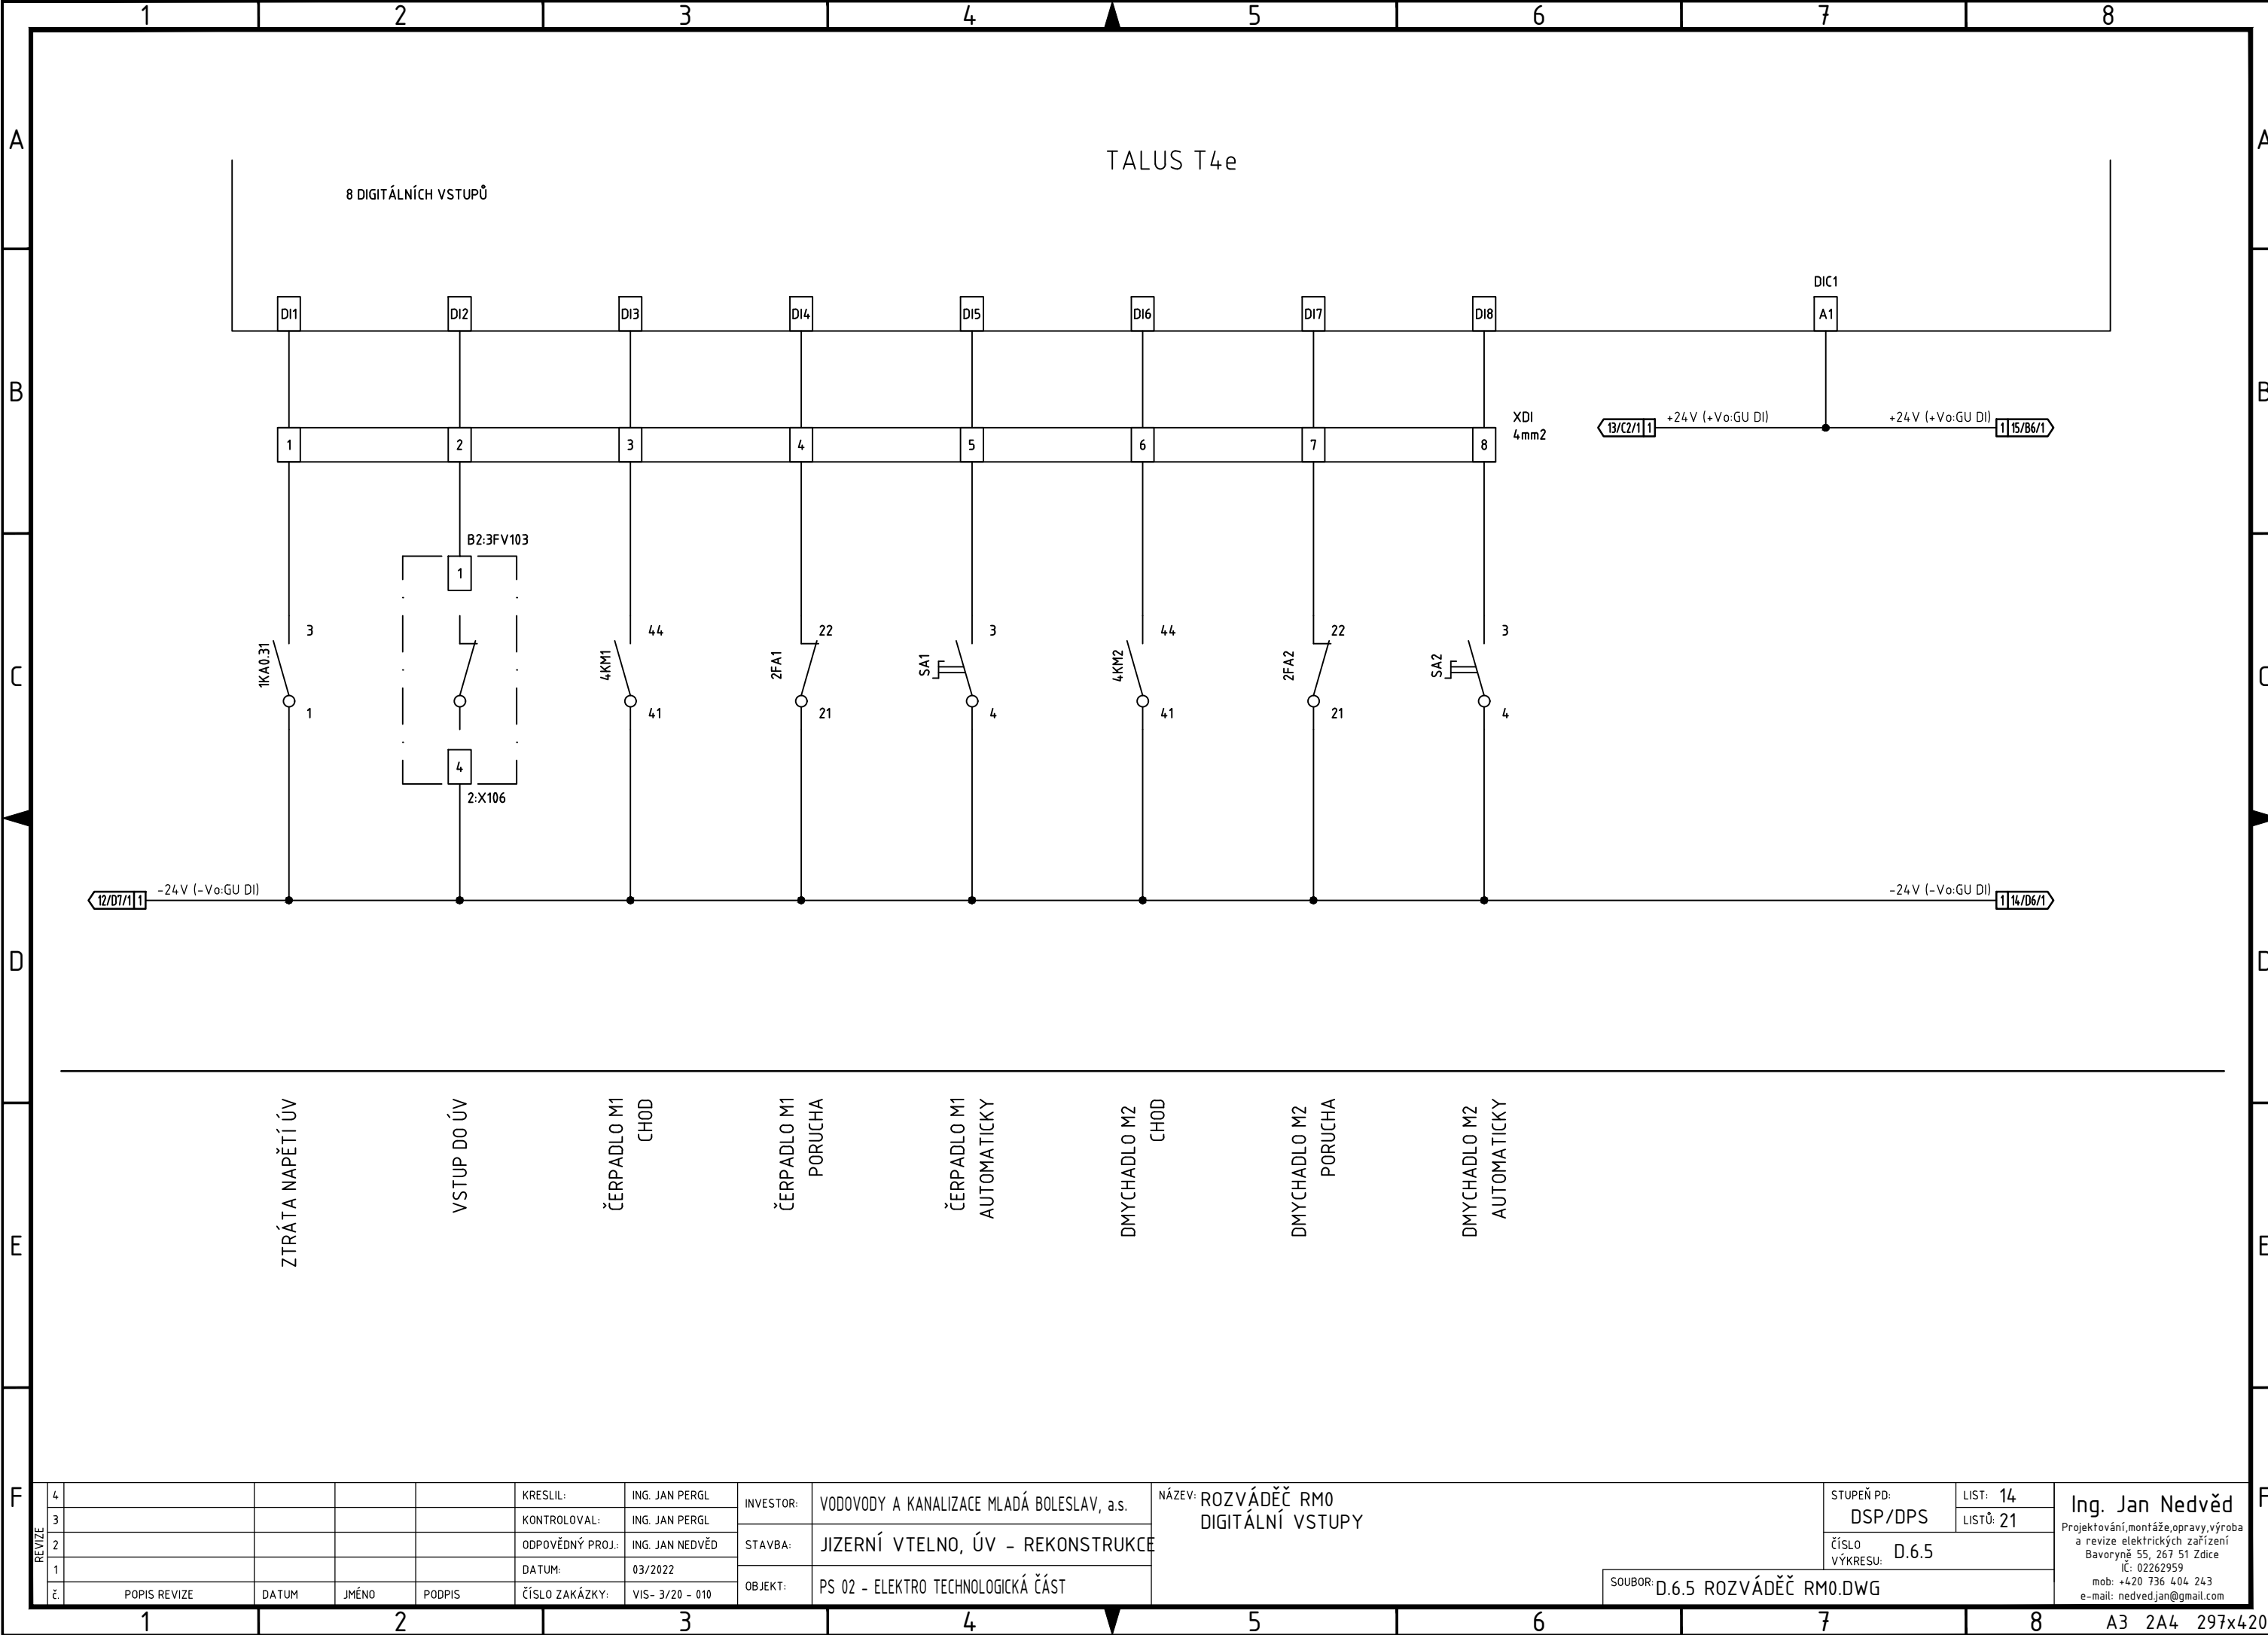 1 2 3 4 5 6 7 8
A A
TALUS T4e
8 DIGITÁLNÍCH VSTUPŮ
DIC1
DI1 DI2 DI3 DI4 DI5 DI6 DI7 DI8 A1
B B
XDI
4mm2
1 2 3 4 5 6 7 8
13/C2/1 1 +24V (+Vo:GU DI) +24V (+Vo:GU DI) 1 15/B6/1
B2:3FV103
1
3 44 22 3 44 22 3
C C
1KA0.31 4KM1 2FA1 SA1 4KM2 2FA2 SA2
1 41 21 4 41 21 4
4
2:X106
12/D7/1 1 -24V (-Vo:GU DI) -24V (-Vo:GU DI) 1 14/D6/1
D D
ZTRÁTA NAPĚTÍ ÚV
VSTUP DO ÚV
ČERPADLO M1
CHOD
ČERPADLO M1
PORUCHA
ČERPADLO M1
AUTOMATICKY
DMYCHADLO M2
CHOD
DMYCHADLO M2
PORUCHA
DMYCHADLO M2
AUTOMATICKY
E E
F F
REVIZE
4
3
2
1
č. POPIS REVIZE DATUM JMÉNO PODPIS
KRESLIL: ING. JAN PERGL
KONTROLOVAL: ING. JAN PERGL
ODPOVĚDNÝ PROJ.: ING. JAN NEDVĚD
DATUM: 03/2022
ČÍSLO ZAKÁZKY: VIS- 3/20 - 010
INVESTOR: VODOVODY A KANALIZACE MLADÁ BOLESLAV, a.s.
STAVBA: JIZERNÍ VTELNO, ÚV - REKONSTRUKCE
OBJEKT: PS 02 - ELEKTRO TECHNOLOGICKÁ ČÁST
NÁZEV: ROZVÁDĚČ RM0
DIGITÁLNÍ VSTUPY
STUPEŇ PD:
DSP/DPS
LIST: 14
LISTŮ: 21
ČÍSLO
VÝKRESU: D.6.5
SOUBOR: D.6.5 ROZVÁDĚČ RM0.DWG
Ing. Jan Nedvěd
Projektování,montáže,opravy,výroba
a revize elektrických zařízení
Bavoryně 55, 267 51 Zdice
IČ: 02262959
mob: +420 736 404 243
e-mail: nedved.jan@gmail.com
1 2 3 4 5 6 7 8
A3 2A4 297x420